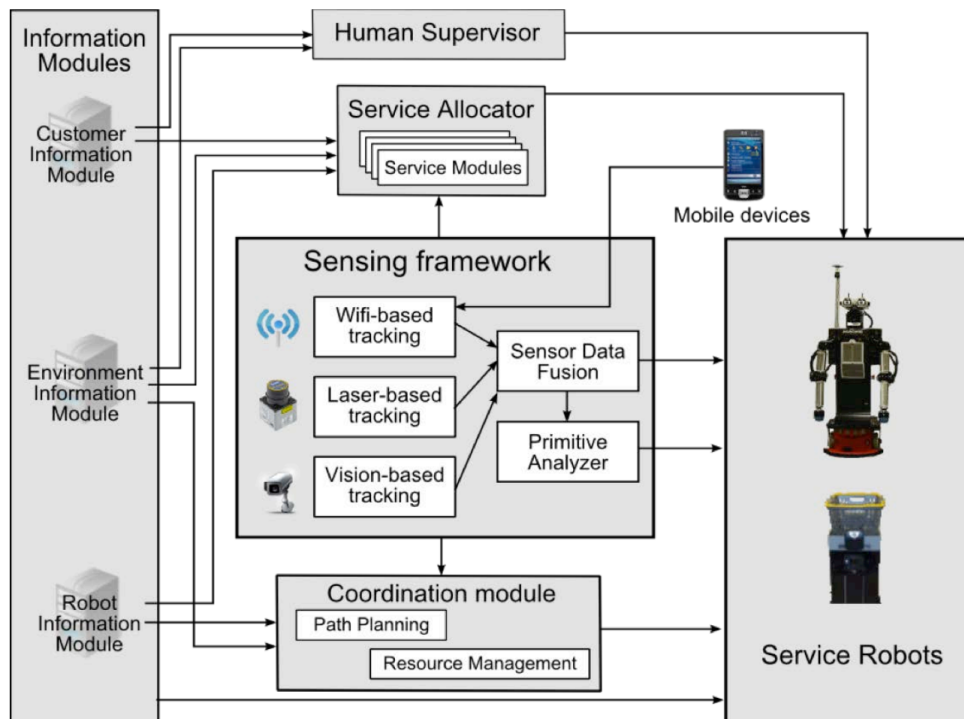 Information
Modules
Customer
Information
Module
Environment
Information
Module
Robot
Information
Module
Human Supervisor
Service Allocator
Service Modules
Mobile devices
Sensing framework
Wifi-based
tracking
Laser-based
tracking
Vision-based
tracking
Sensor Data
Fusion
Primitive
Analyzer
Coordination module
Path Planning
Resource Management
Service Robots